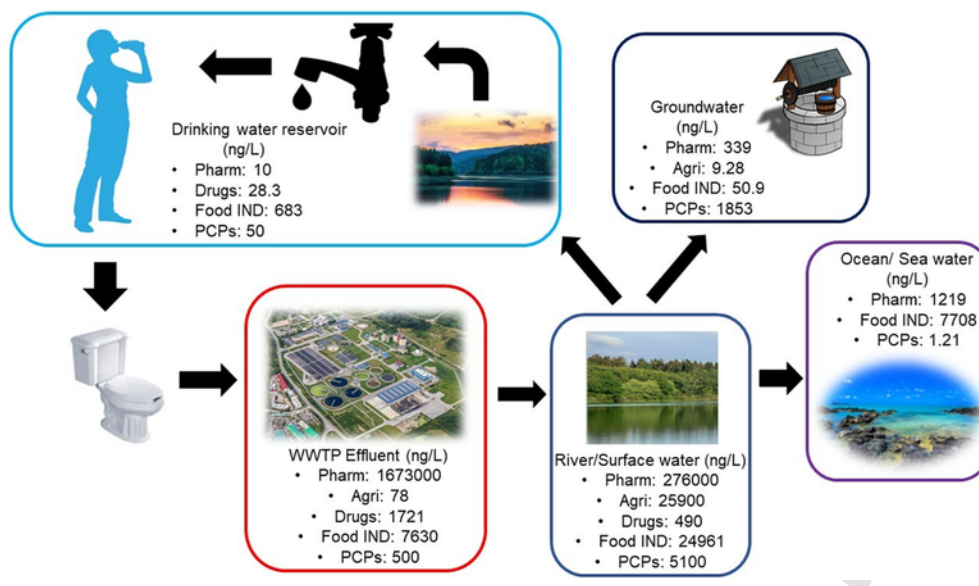 Drinking water reservoir
(ng/L)
• Pharm: 10
• Drugs: 28.3
• Food IND: 683
• PCPs: 50
Groundwater
(ng/L)
• Pharm: 339
• Agri: 9.28
• Food IND: 50.9
• PCPs: 1853
Ocean/ Sea water
(ng/L)
• Pharm: 1219
• Food IND: 7708
• PCPs: 1.21
WWTP Effluent (ng/L)
• Pharm: 1673000
• Agri: 78
• Drugs: 1721
• Food IND: 7630
• PCPs: 500
River/Surface water (ng/L)
• Pharm: 276000
• Agri: 25900
• Drugs: 490
• Food IND: 24961
• PCPs: 5100